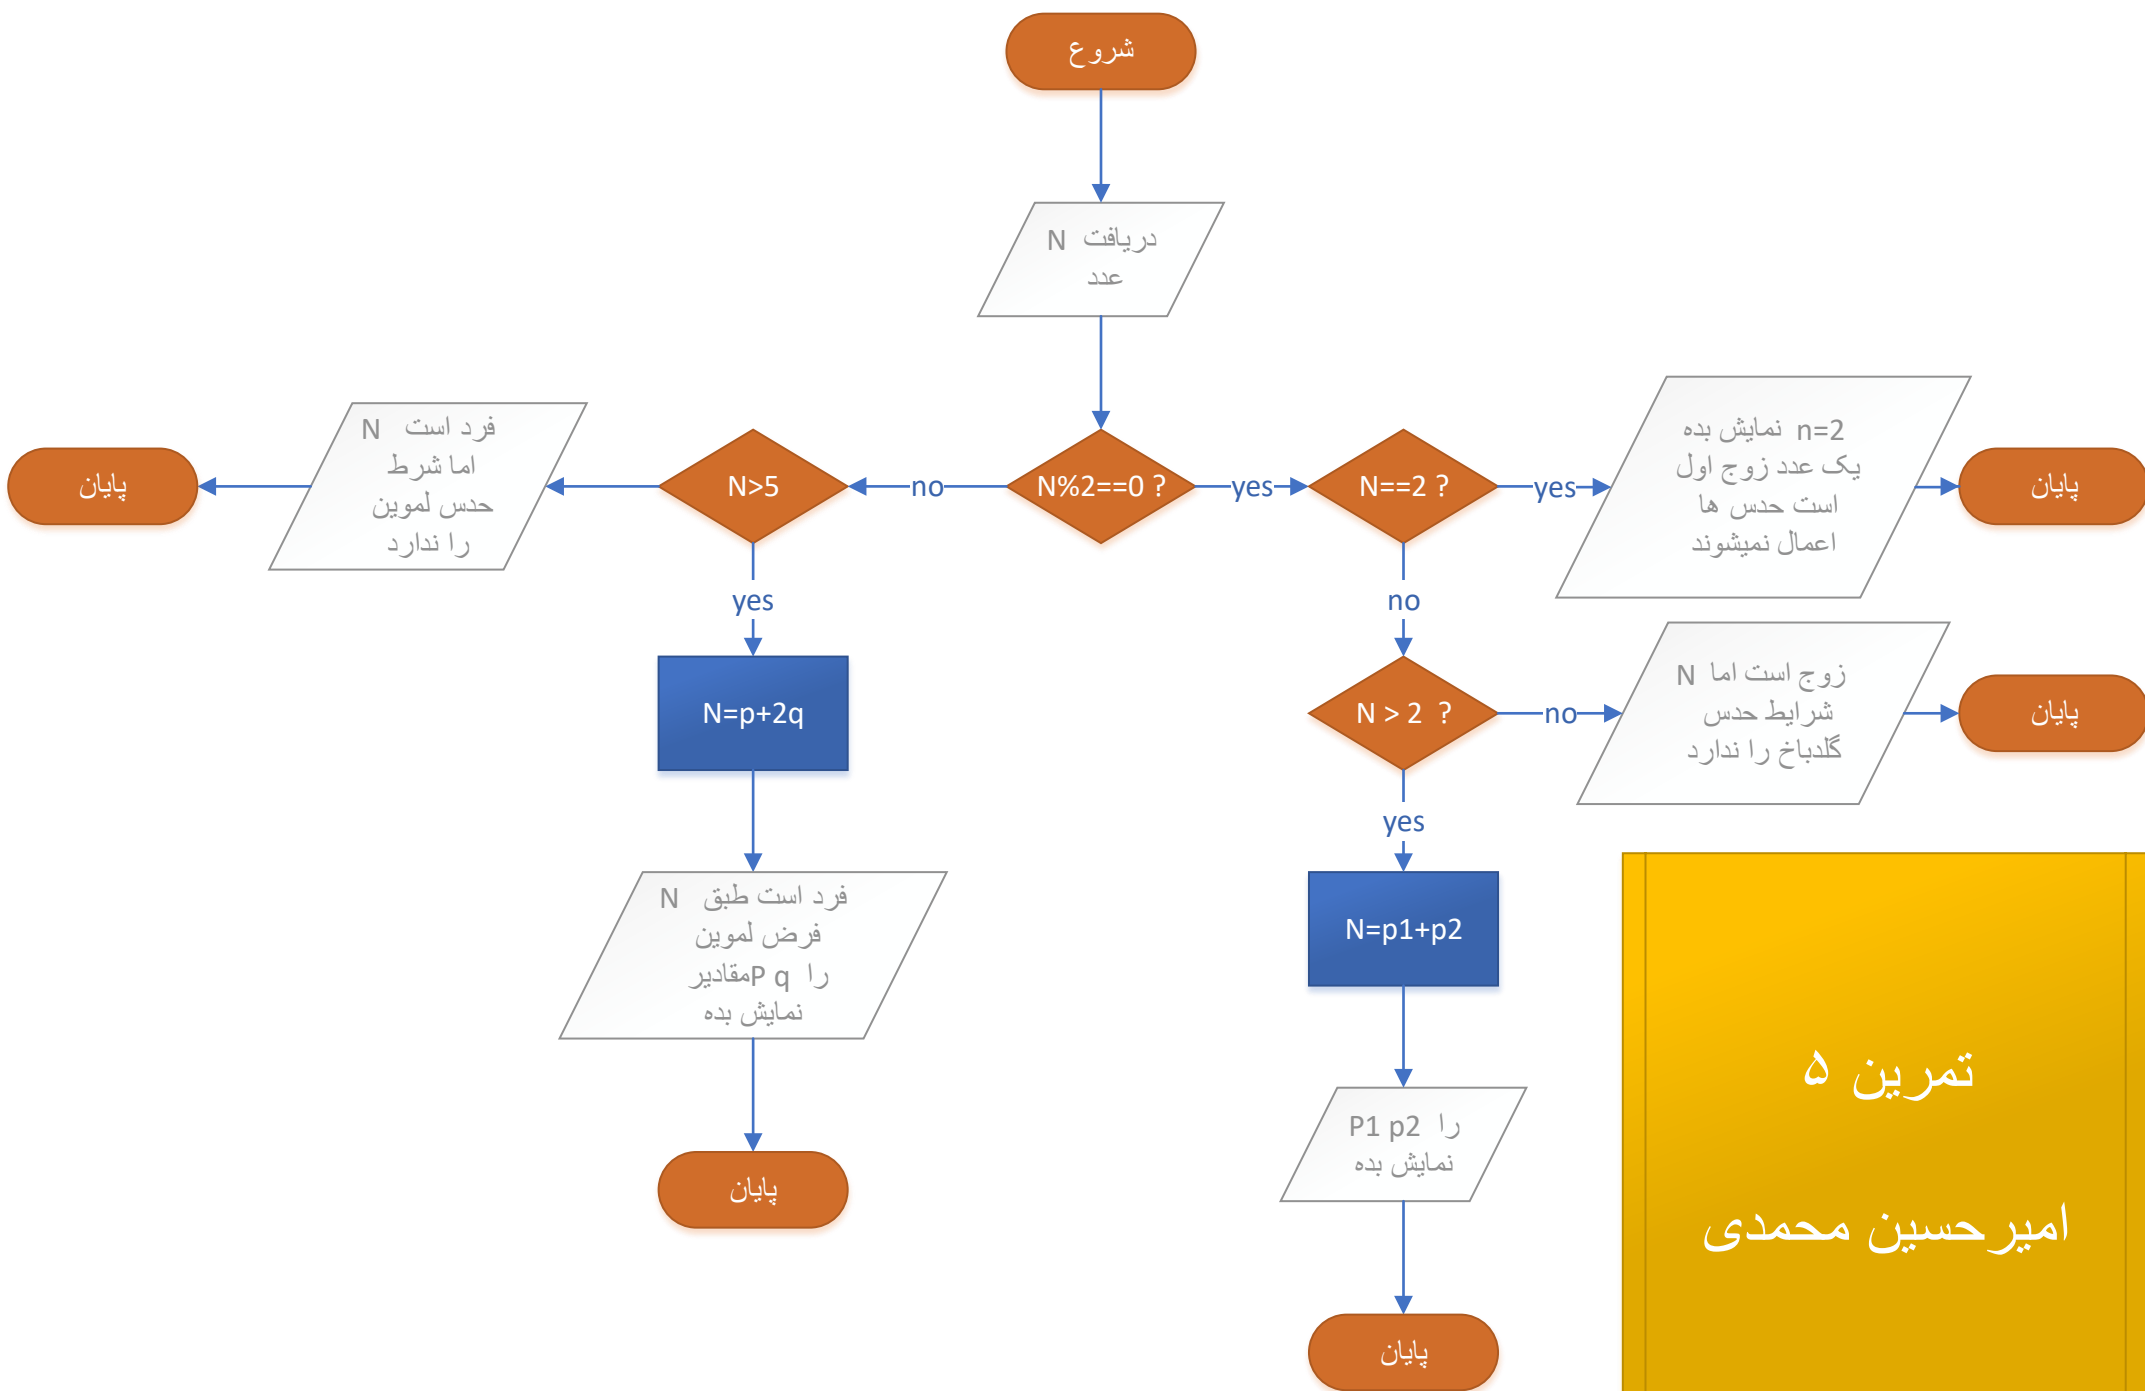 شروع
دریافت N
عدد
N%2==0 ?
no
yes
N>5
فرد است N
اما شرط
حدس لموین
را ندارد
پایان
yes
N=p+2q
فرد است طبق N
فرض لموین
را P qمقادیر
نمایش بده
پایان
N==2 ?
yes
n=2 نمایش بده
یک عدد زوج اول
است حدس ها
اعمال نمیشوند
پایان
no
N > 2 ?
no
زوج است اما N
شرایط حدس
گلدباخ را ندارد
پایان
yes
N=p1+p2
را P1 p2
نمایش بده
پایان
تمرین ۵
امیرحسین محمدی